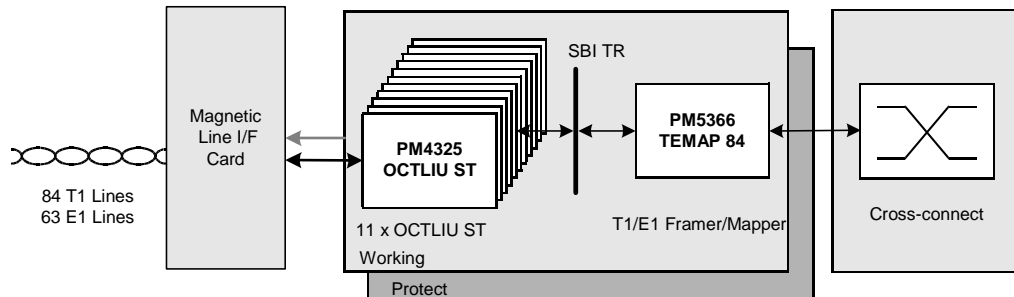 SBI TR
Magnetic
Line I/F
Card
PM4325
OCTLIU ST
PM5366
TEMAP 84
84 T1 Lines
63 E1 Lines
11 x OCTLIU ST
T1/E1 Framer/Mapper
Cross-connect
Working
Protect